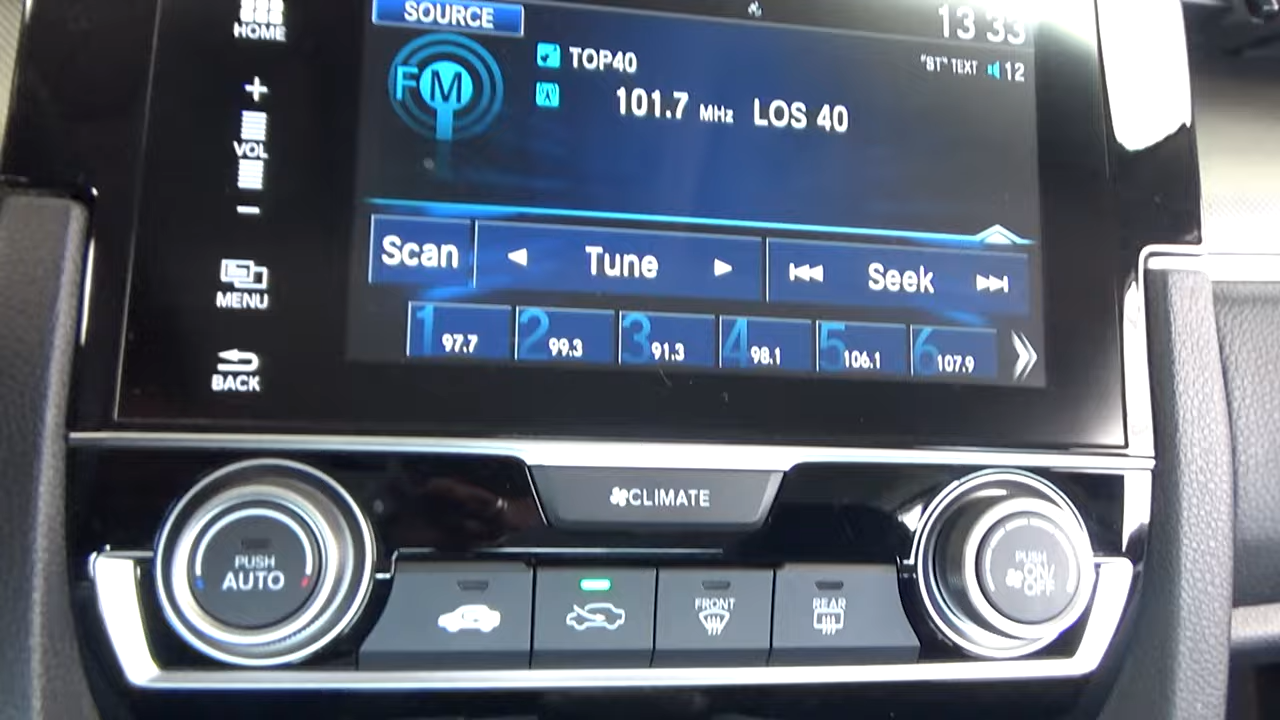 HOME
SOURCE
13 33
FM
TOP40
"ST" TEXT 12
101.7 MHz LOS 40
+
VOL
−
Scan
Tune
Seek
MENU
1 97.7
2 99.3
3 91.3
4 98.1
5 106.1
6 107.9
BACK
CLIMATE
PUSH
AUTO
PUSH
ON/
OFF
FRONT
REAR